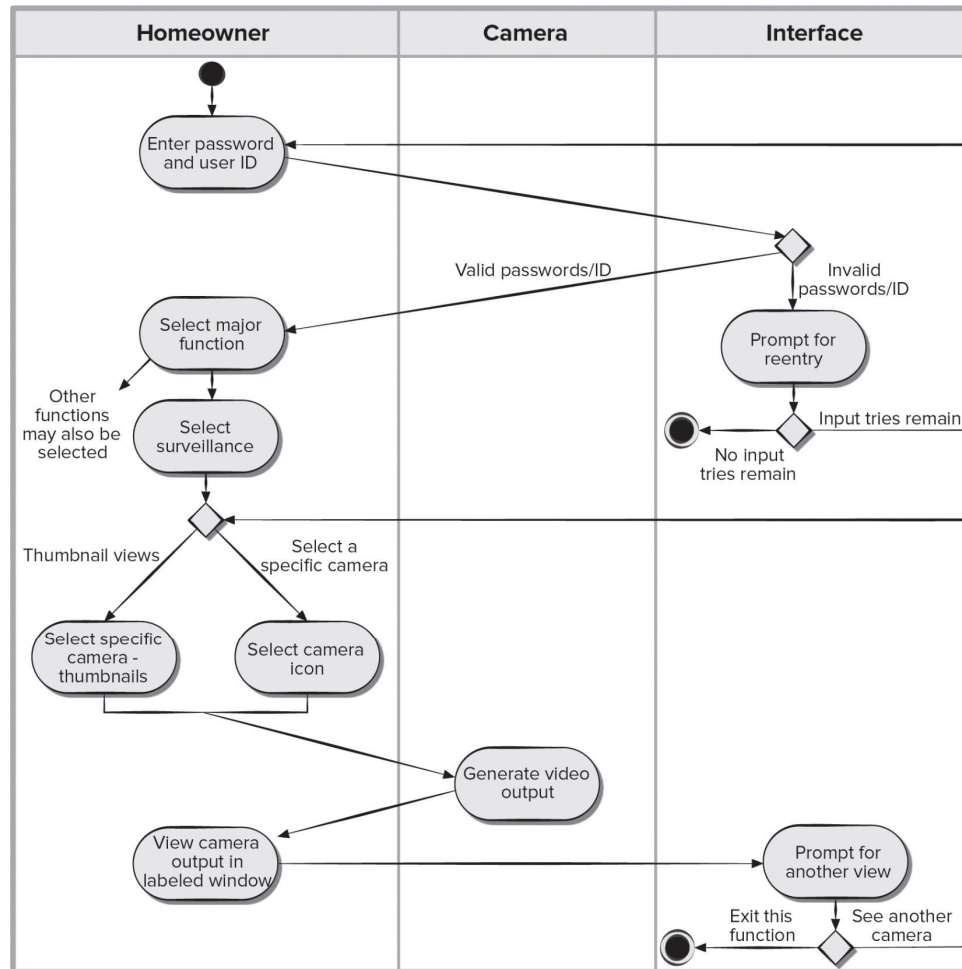 Homeowner
Camera
Interface
Enter password
and user ID
Valid passwords/ID
Invalid
passwords/ID
Select major
function
Prompt for
reentry
Other
functions
may also be
selected
Select
surveillance
Input tries remain
No input
tries remain
Thumbnail views
Select a
specific camera
Select specific
camera -
thumbnails
Select camera
icon
Generate video
output
View camera
output in
labeled window
Prompt for
another view
Exit this
function
See another
camera